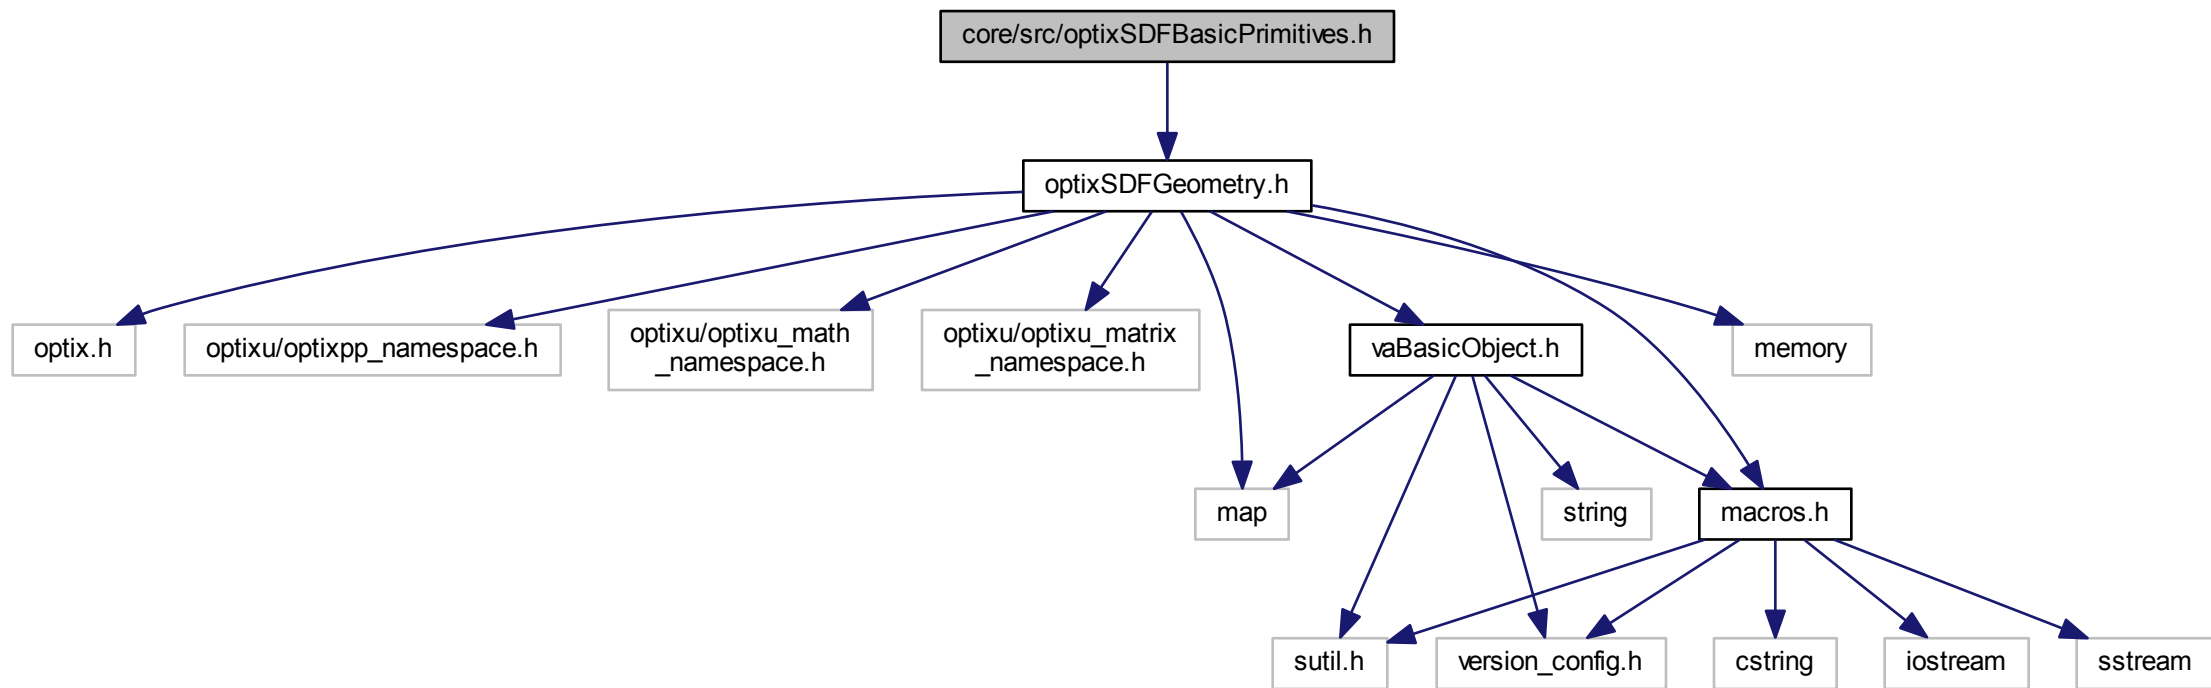 core/src/optixSDFBasicPrimitives.h
optixSDFGeometry.h
optix.h
optixu/optixpp_namespace.h
optixu/optixu_math
_namespace.h
optixu/optixu_matrix
_namespace.h
vaBasicObject.h
memory
map
string
macros.h
sutil.h
version_config.h
cstring
iostream
sstream